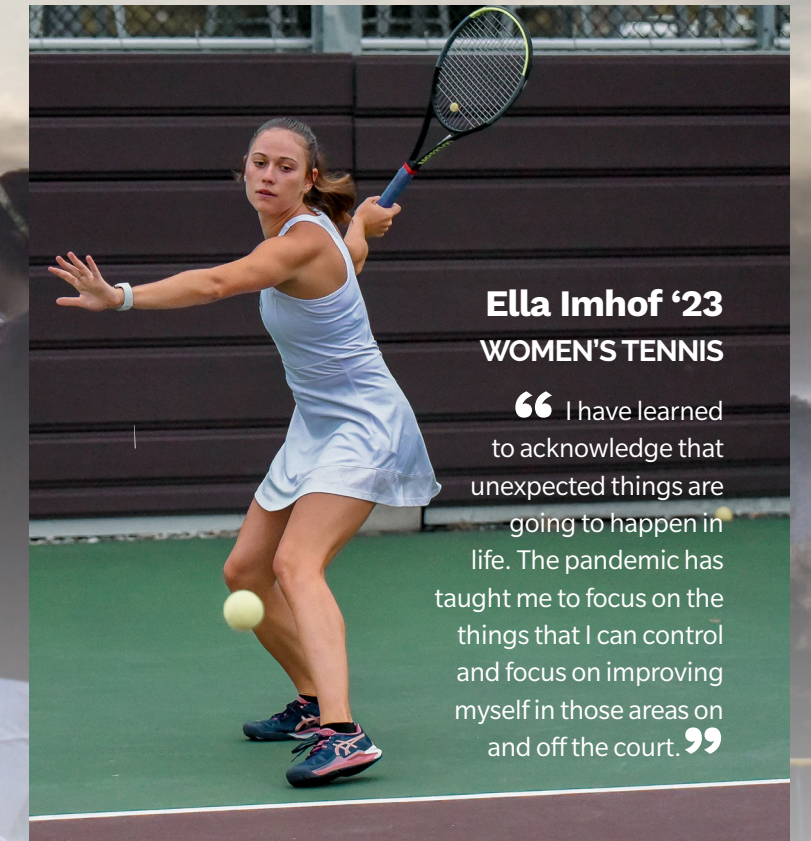 Ella Imhof ‘23
WOMEN’S TENNIS
“ I have learned
to acknowledge that
unexpected things are
going to happen in
life. The pandemic has
taught me to focus on the
things that I can control
and focus on improving
myself in those areas on
and off the court. ”